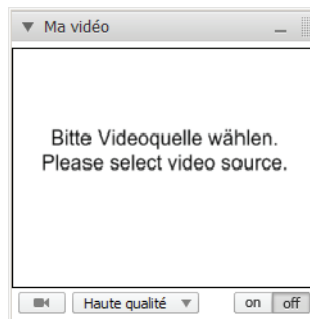 Ma vidéo
Bitte Videoquelle wählen.
Please select video source.
Haute qualité
on off